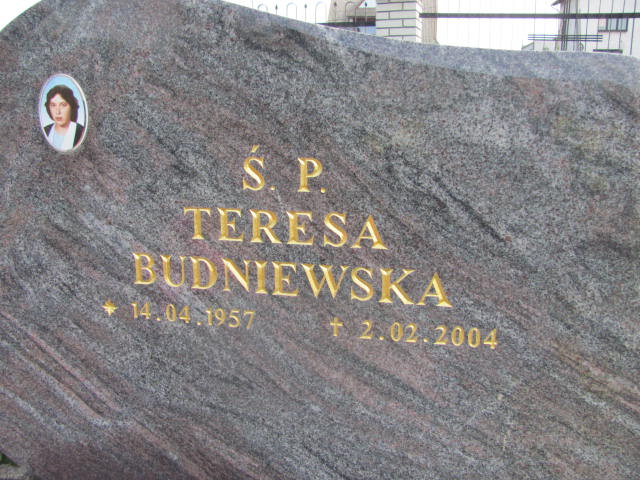 Ś. P.
TERESA
BUDNIEWSKA
* 14.04.1957 † 2.02.2004